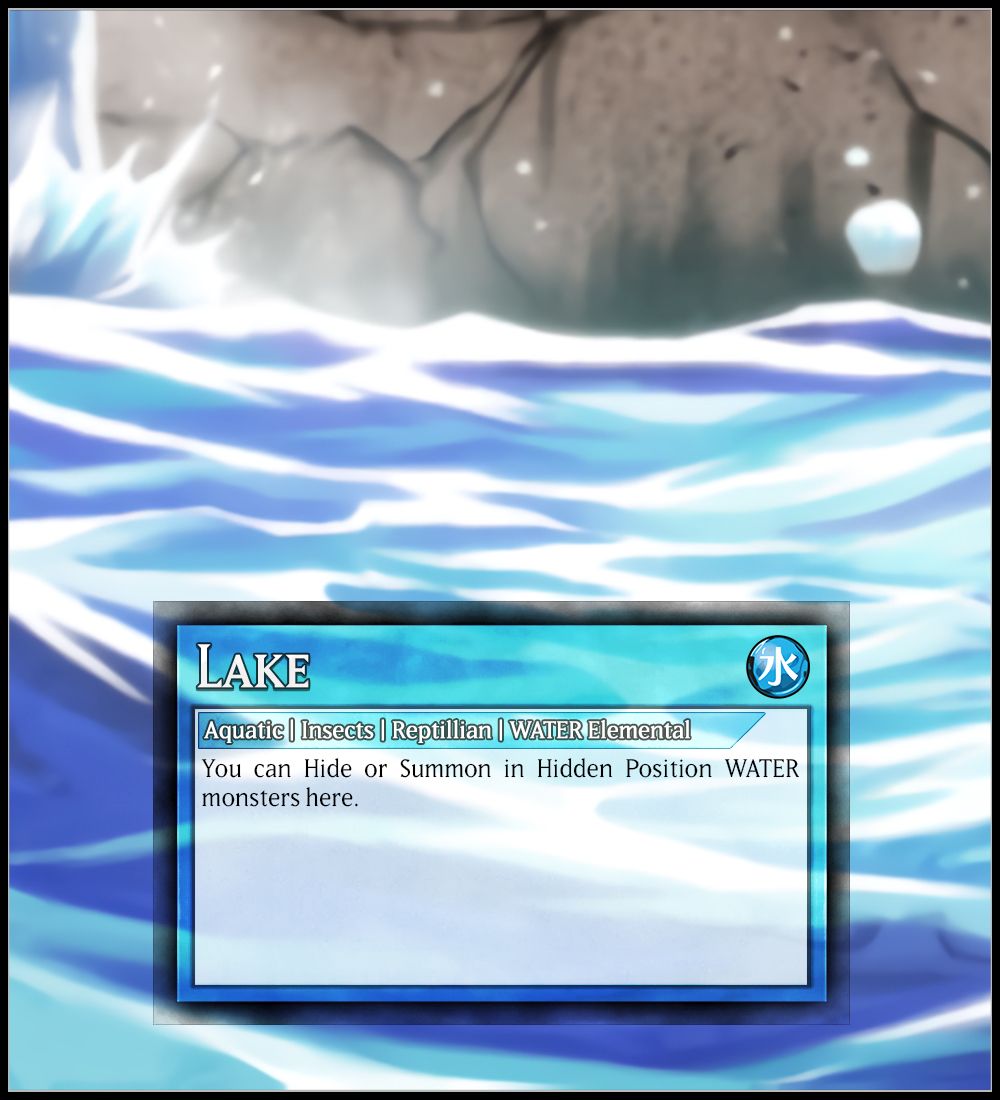 LAKE
水
Aquatic | Insects | Reptillian | WATER Elemental
You can Hide or Summon in Hidden Position WATER
monsters here.